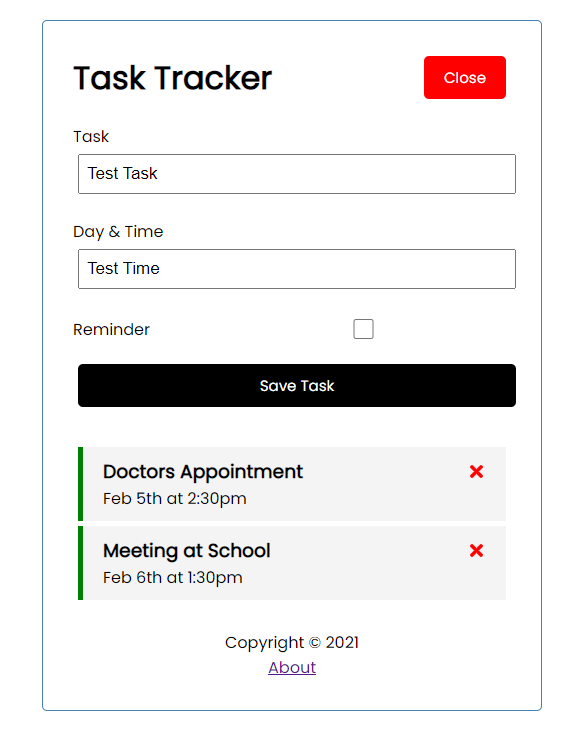 Task Tracker
Close
Task
Test Task
Day & Time
Test Time
Reminder
Save Task
Doctors Appointment
Feb 5th at 2:30pm
Meeting at School
Feb 6th at 1:30pm
Copyright © 2021
About